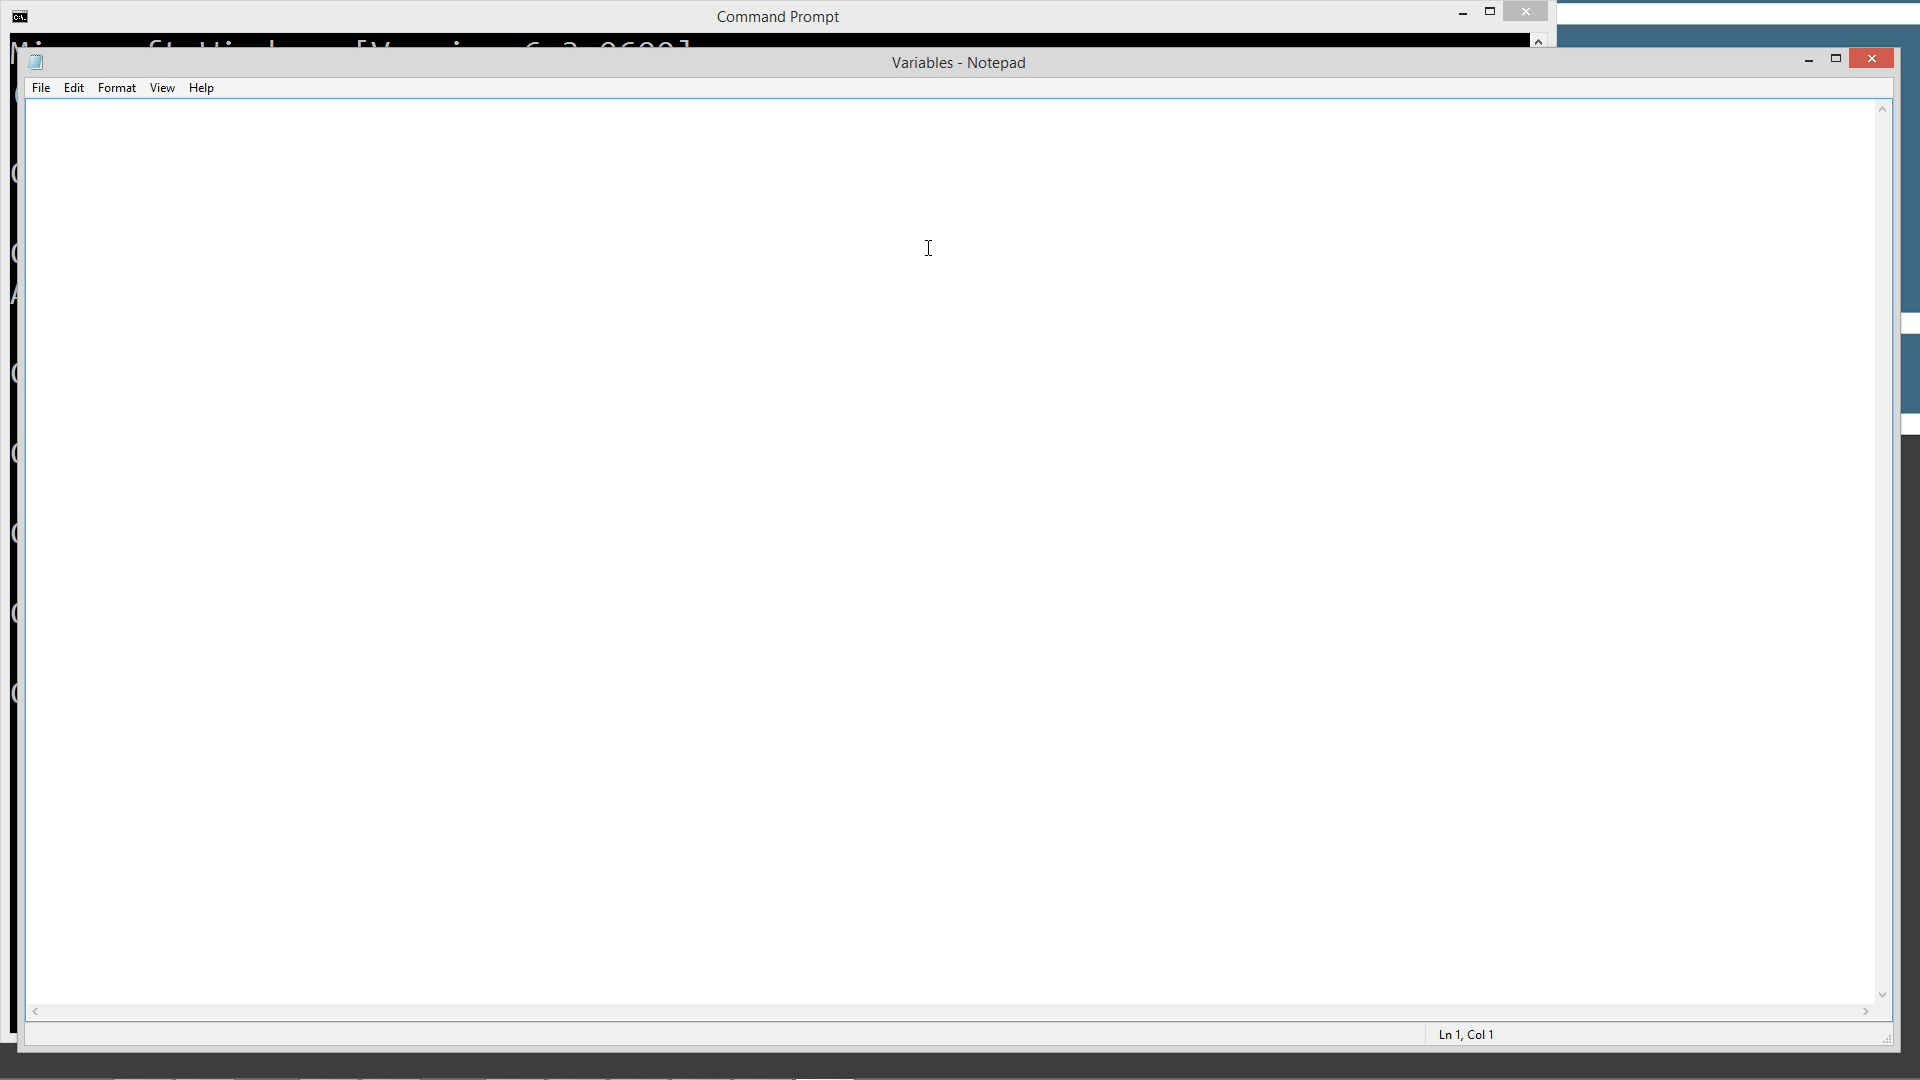 Command Prompt
Variables - Notepad
File Edit Format View Help
Ln 1, Col 1